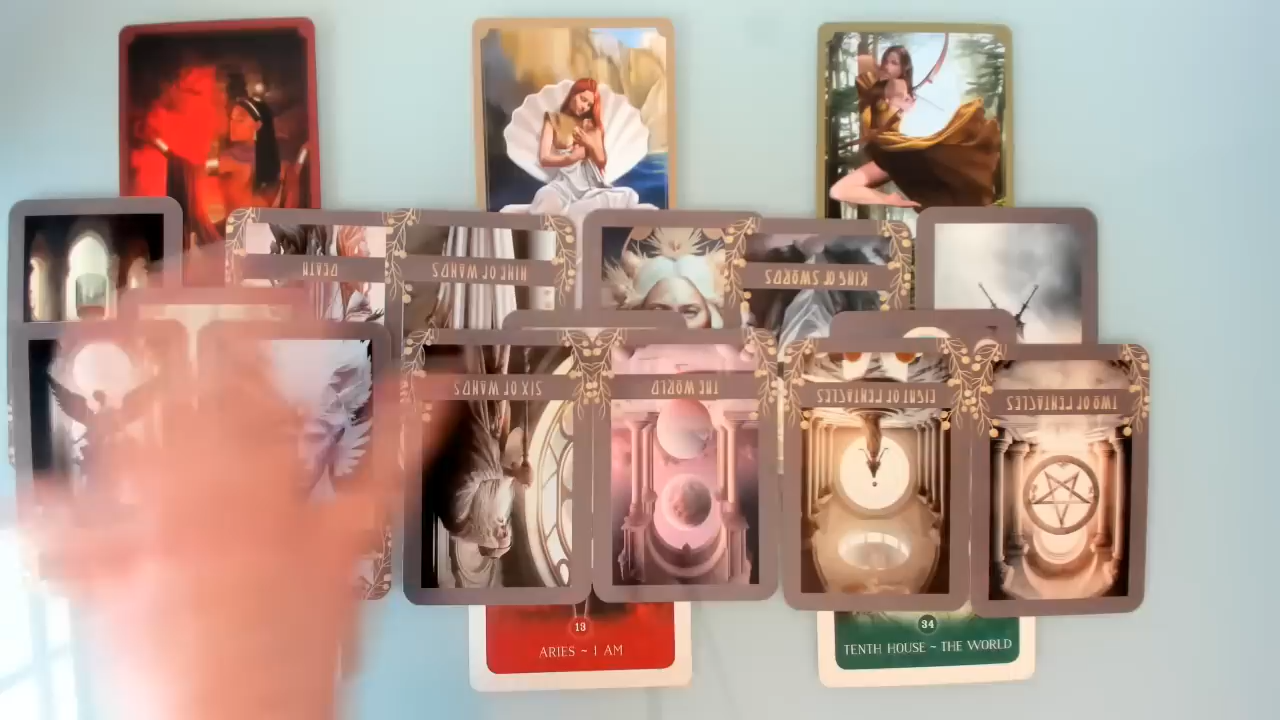 DEATH
NINE OF WANDS
KING OF SWORDS
SIX OF WANDS
THE WORLD
EIGHT OF PENTACLES
TWO OF PENTACLES
13
ARIES ~ I AM
34
TENTH HOUSE ~ THE WORLD